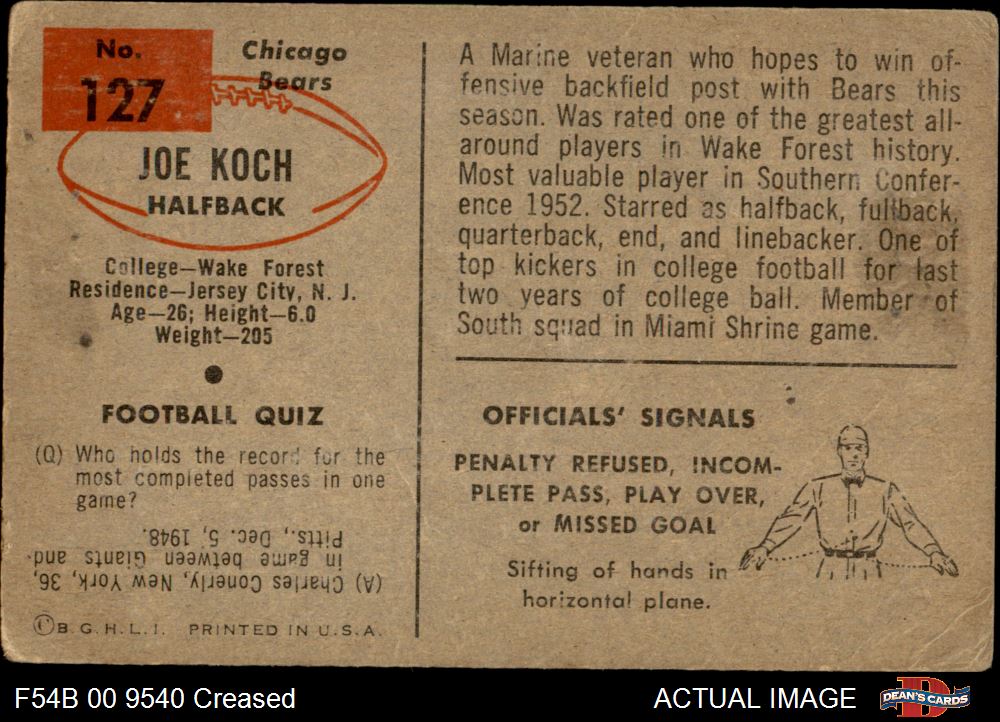 No.
127
Chicago
Bears
JOE KOCH
HALFBACK
College—Wake Forest
Residence—Jersey City, N. J.
Age—26; Height—6.0
Weight—205
FOOTBALL QUIZ
(Q) Who holds the record for the
most completed passes in one
game?
(A) Charles Conerly, New York, 36,
in game between Giants and
Pitts., Dec. 5, 1948.
©B. G. H. L. I. PRINTED IN U. S. A.
A Marine veteran who hopes to win of-
fensive backfield post with Bears this
season. Was rated one of the greatest all-
around players in Wake Forest history.
Most valuable player in Southern Confer-
ence 1952. Starred as halfback, fullback,
quarterback, end, and linebacker. One of
top kickers in college football for last
two years of college ball. Member of
South squad in Miami Shrine game.
OFFICIALS' SIGNALS
PENALTY REFUSED, INCOM-
PLETE PASS, PLAY OVER,
or MISSED GOAL
Sifting of hands in
horizontal plane.
F54B 00 9540 Creased
ACTUAL IMAGE
DEAN'S CARDS